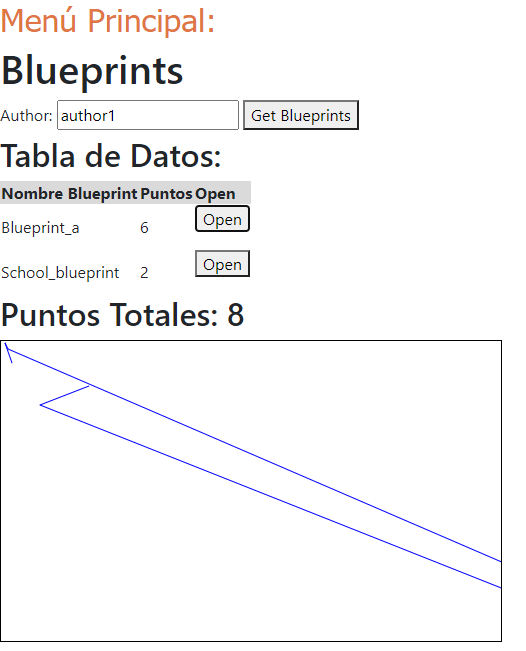 Menú Principal:
Blueprints
Author: author1 Get Blueprints
Tabla de Datos:
Nombre Blueprint Puntos Open
Blueprint_a 6 Open
School_blueprint 2 Open
Puntos Totales: 8